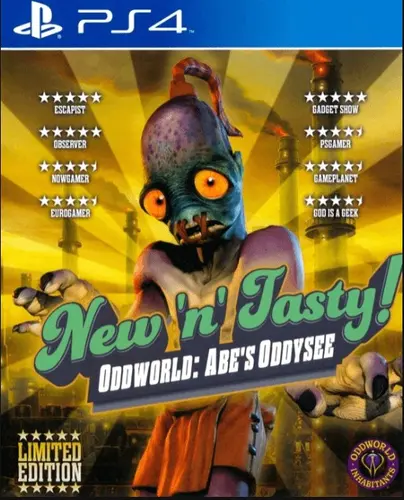 PS4
★★★★★
ESCAPIST
★★★★★
OBSERVER
NOWGAMER
EUROGAMER
★★★★★
GADGET SHOW
PSGAMER
GAMEPLANET
GOD IS A GEEK
New 'n' Tasty!
ODDWORLD: ABE'S ODDYSEE
★★★★★
LIMITED
EDITION
★★★★★
ODDWORLD
INHABITANTS